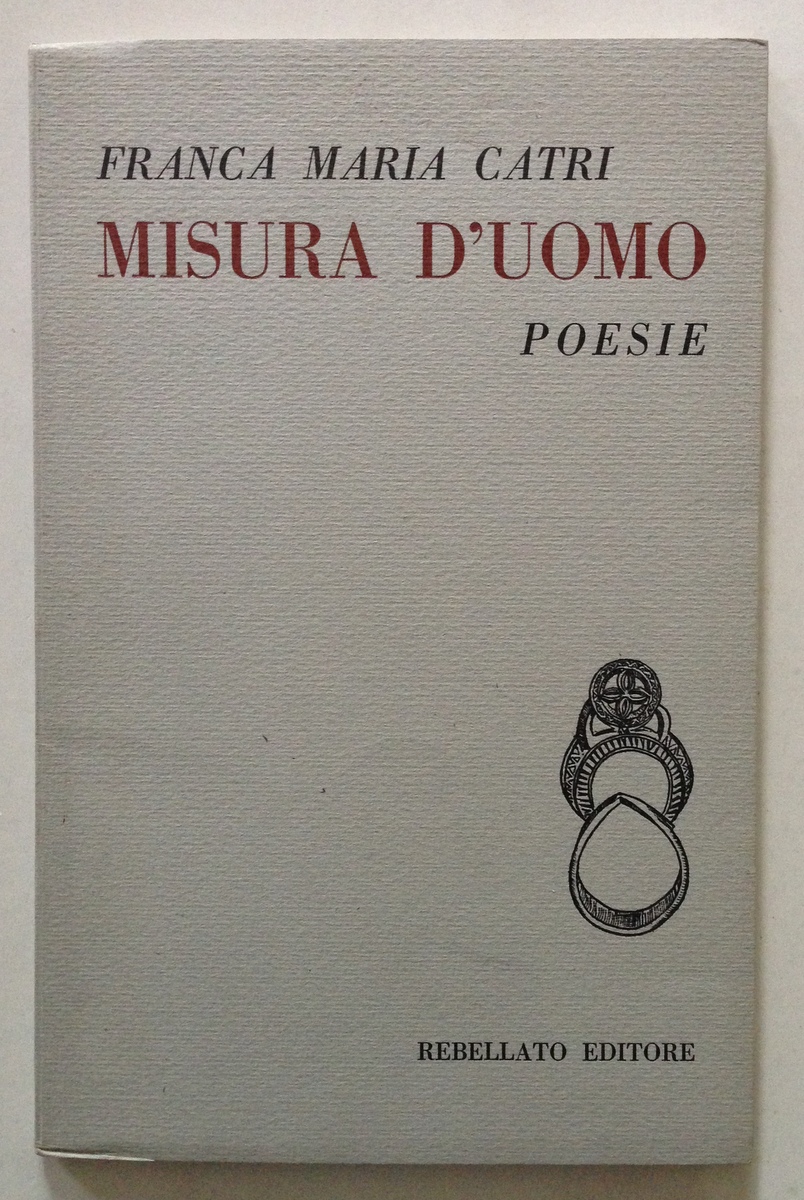 FRANCA MARIA CATRI
MISURA D'UOMO
POESIE
REBELLATO EDITORE